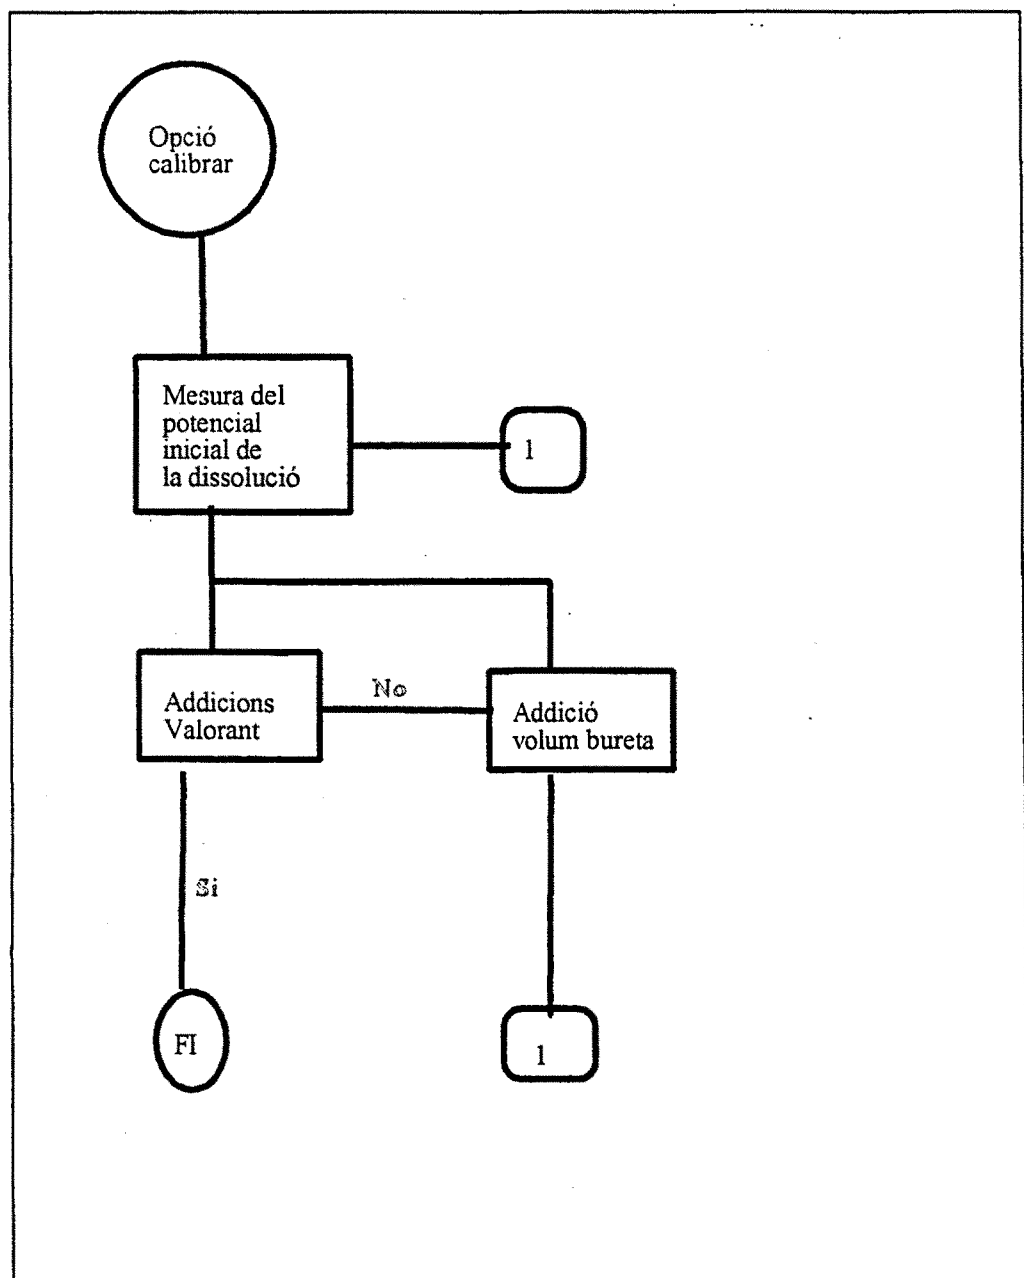 Opció
calibrar
Mesura del
potencial
inicial de
la dissolució
1
Addicions
Valorant
No
Addició
volum bureta
Si
FI
1